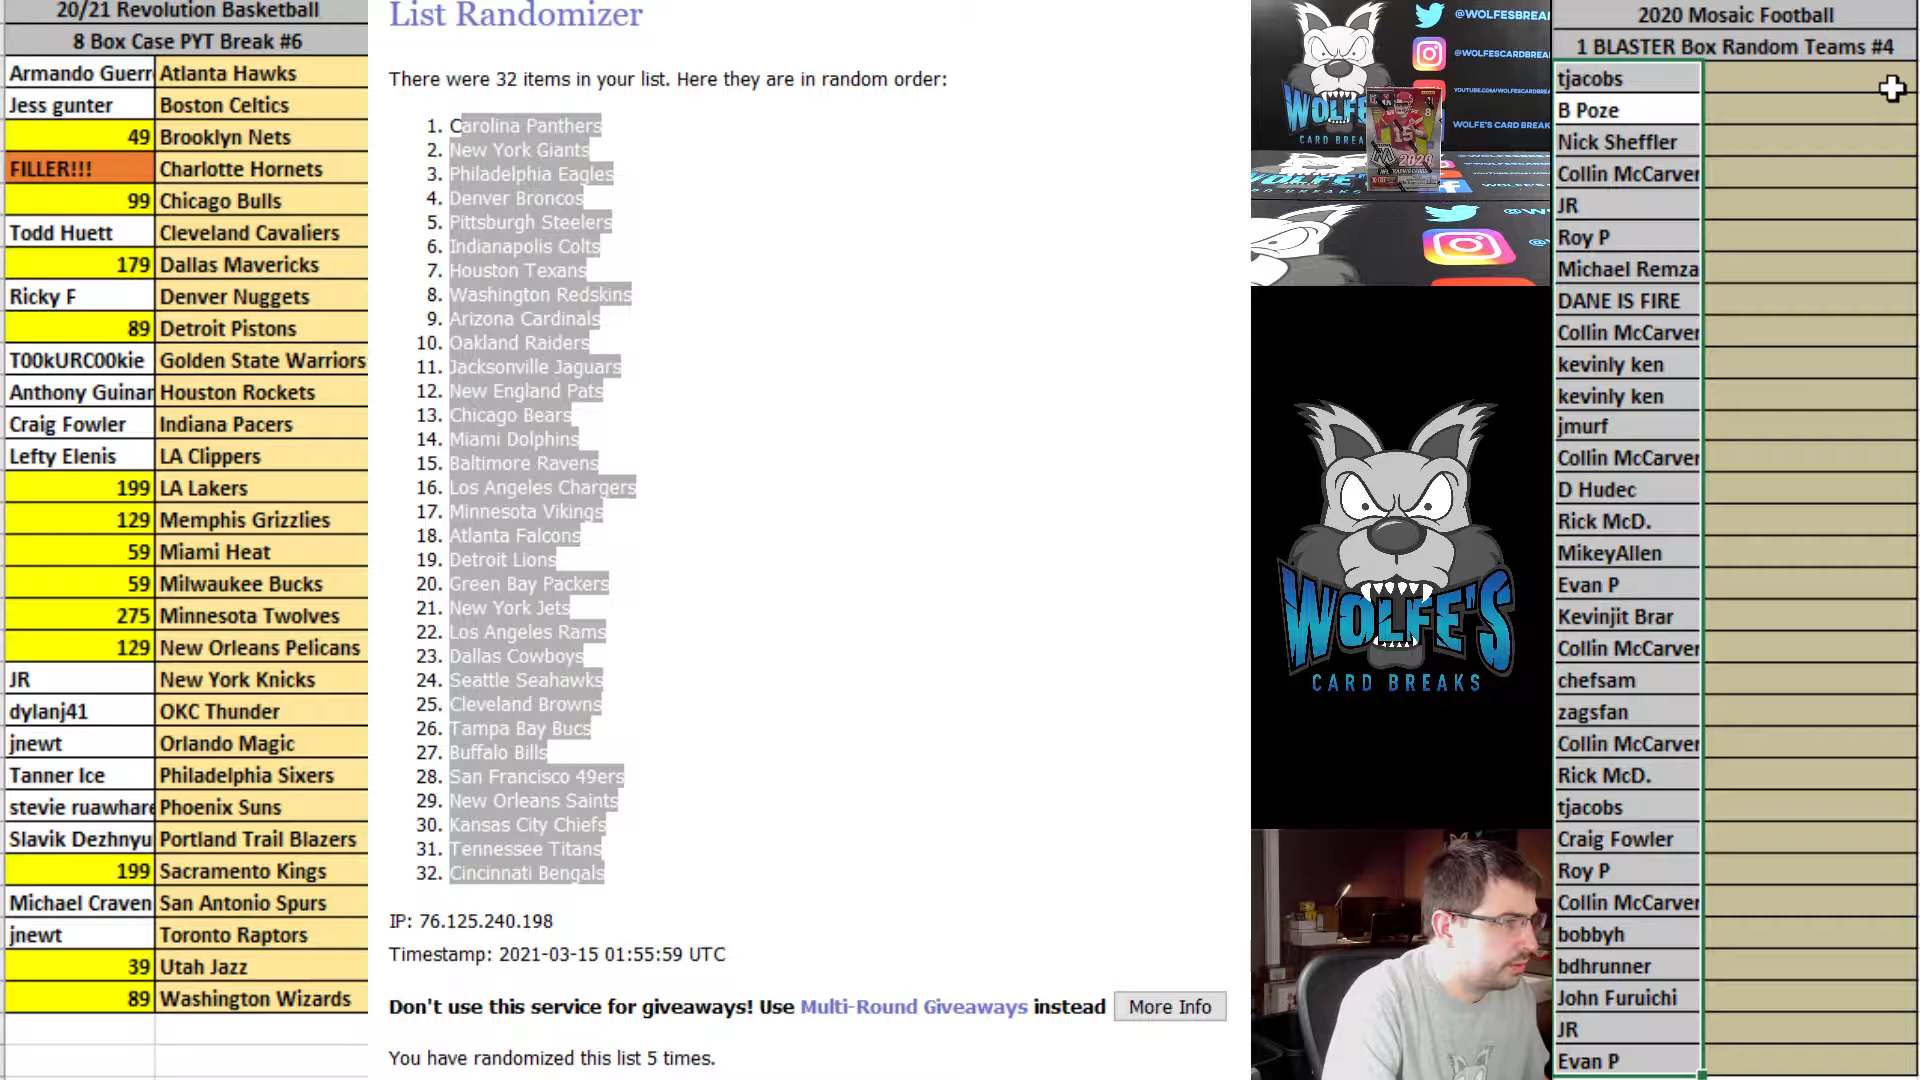 20/21 Revolution Basketball
8 Box Case PYT Break #6
Armando Guerr Atlanta Hawks
Jess gunter Boston Celtics
49 Brooklyn Nets
FILLER!!! Charlotte Hornets
99 Chicago Bulls
Todd Huett Cleveland Cavaliers
179 Dallas Mavericks
Ricky F Denver Nuggets
89 Detroit Pistons
T00kURC00kie Golden State Warriors
Anthony Guinar Houston Rockets
Craig Fowler Indiana Pacers
Lefty Elenis LA Clippers
199 LA Lakers
129 Memphis Grizzlies
59 Miami Heat
59 Milwaukee Bucks
275 Minnesota Twolves
129 New Orleans Pelicans
JR New York Knicks
dylanj41 OKC Thunder
jnewt Orlando Magic
Tanner Ice Philadelphia Sixers
stevie ruawhare Phoenix Suns
Slavik Dezhnyu Portland Trail Blazers
199 Sacramento Kings
Michael Craven San Antonio Spurs
jnewt Toronto Raptors
39 Utah Jazz
89 Washington Wizards
List Randomizer
There were 32 items in your list. Here they are in random order:
1. Carolina Panthers
2. New York Giants
3. Philadelphia Eagles
4. Denver Broncos
5. Pittsburgh Steelers
6. Indianapolis Colts
7. Houston Texans
8. Washington Redskins
9. Arizona Cardinals
10. Oakland Raiders
11. Jacksonville Jaguars
12. New England Pats
13. Chicago Bears
14. Miami Dolphins
15. Baltimore Ravens
16. Los Angeles Chargers
17. Minnesota Vikings
18. Atlanta Falcons
19. Detroit Lions
20. Green Bay Packers
21. New York Jets
22. Los Angeles Rams
23. Dallas Cowboys
24. Seattle Seahawks
25. Cleveland Browns
26. Tampa Bay Bucs
27. Buffalo Bills
28. San Francisco 49ers
29. New Orleans Saints
30. Kansas City Chiefs
31. Tennessee Titans
32. Cincinnati Bengals
IP: 76.125.240.198
Timestamp: 2021-03-15 01:55:59 UTC
Don't use this service for giveaways! Use Multi-Round Giveaways instead More Info
You have randomized this list 5 times.
@WOLFESBREA
@WOLFESCARDBREA
YOUTUBE.COM/WOLFESCARDBREA
WOLFE'S CARD BREAK
WOLFE
CARD BREA
2020
WOLFE'S
CARD BREAKS
2020 Mosaic Football
1 BLASTER Box Random Teams #4
tjacobs
B Poze
Nick Sheffler
Collin McCarver
JR
Roy P
Michael Remza
DANE IS FIRE
Collin McCarver
kevinly ken
kevinly ken
jmurf
Collin McCarver
D Hudec
Rick McD.
MikeyAllen
Evan P
Kevinjit Brar
Collin McCarver
chefsam
zagsfan
Collin McCarver
Rick McD.
tjacobs
Craig Fowler
Roy P
Collin McCarver
bobbyh
bdhrunner
John Furuichi
JR
Evan P